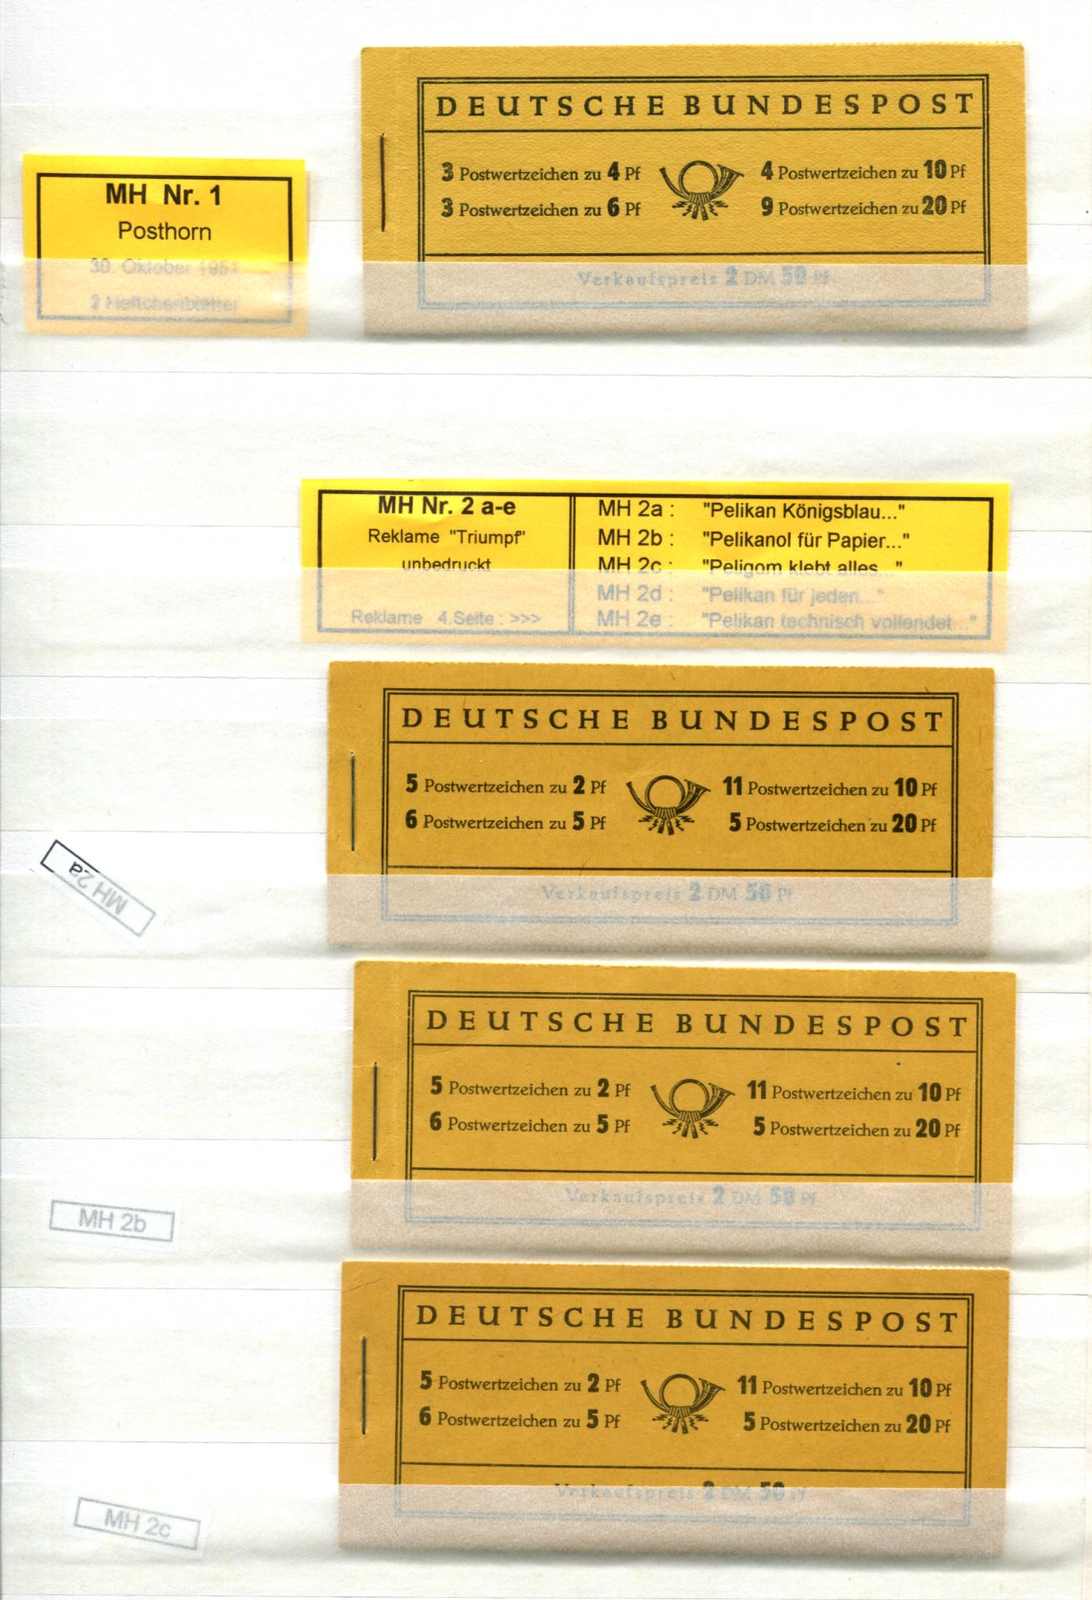 DEUTSCHE BUNDESPOST
3 Postwertzeichen zu 4 Pf
4 Postwertzeichen zu 10 Pf
3 Postwertzeichen zu 6 Pf
9 Postwertzeichen zu 20 Pf
Verkaufspreis 2 DM 50 Pf
MH Nr. 1
Posthorn
30. Oktober 1951
2 Heftchenblätter
MH Nr. 2 a-e
Reklame "Triumpf"
unbedruckt
Reklame 4.Seite : >>>
MH 2a : "Pelikan Königsblau..."
MH 2b : "Pelikanol für Papier..."
MH 2c : "Peligom klebt alles..."
MH 2d : "Pelikan für jeden..."
MH 2e : "Pelikan technisch vollendet..."
DEUTSCHE BUNDESPOST
5 Postwertzeichen zu 2 Pf
11 Postwertzeichen zu 10 Pf
6 Postwertzeichen zu 5 Pf
5 Postwertzeichen zu 20 Pf
Verkaufspreis 2 DM 50 Pf
MH 2a
DEUTSCHE BUNDESPOST
5 Postwertzeichen zu 2 Pf
11 Postwertzeichen zu 10 Pf
6 Postwertzeichen zu 5 Pf
5 Postwertzeichen zu 20 Pf
Verkaufspreis 2 DM 50 Pf
MH 2b
DEUTSCHE BUNDESPOST
5 Postwertzeichen zu 2 Pf
11 Postwertzeichen zu 10 Pf
6 Postwertzeichen zu 5 Pf
5 Postwertzeichen zu 20 Pf
Verkaufspreis 2 DM 50 Pf
MH 2c